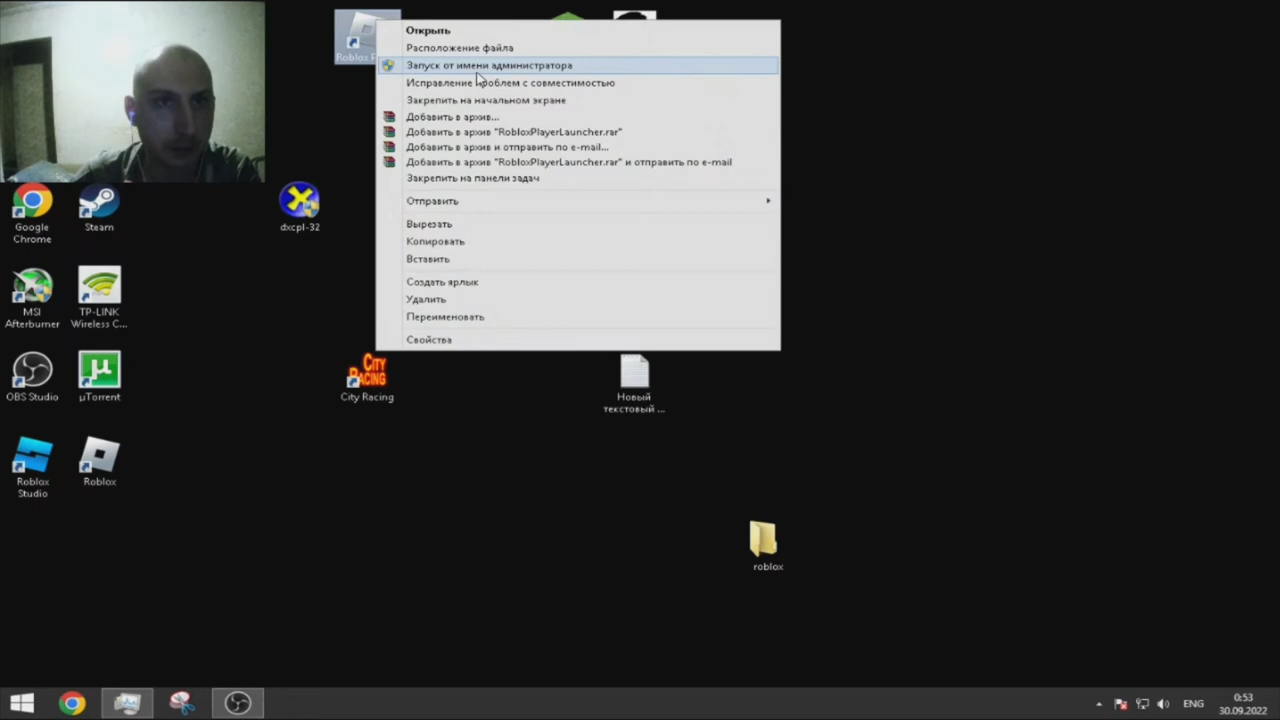 Roblox P
Открыть
Расположение файла
Запуск от имени администратора
Исправление проблем с совместимостью
Закрепить на начальном экране
Добавить в архив...
Добавить в архив "RobloxPlayerLauncher.rar"
Добавить в архив и отправить по e-mail...
Добавить в архив "RobloxPlayerLauncher.rar" и отправить по e-mail
Закрепить на панели задач
Отправить
Вырезать
Копировать
Вставить
Создать ярлык
Удалить
Переименовать
Свойства
Google
Chrome
Steam
dxcpl-32
MSI
Afterburner
TP-LINK
Wireless C...
OBS Studio
µTorrent
CITY
RACING
City Racing
Новый
текстовый ...
Roblox
Studio
Roblox
roblox
ENG
0:53
30.09.2022